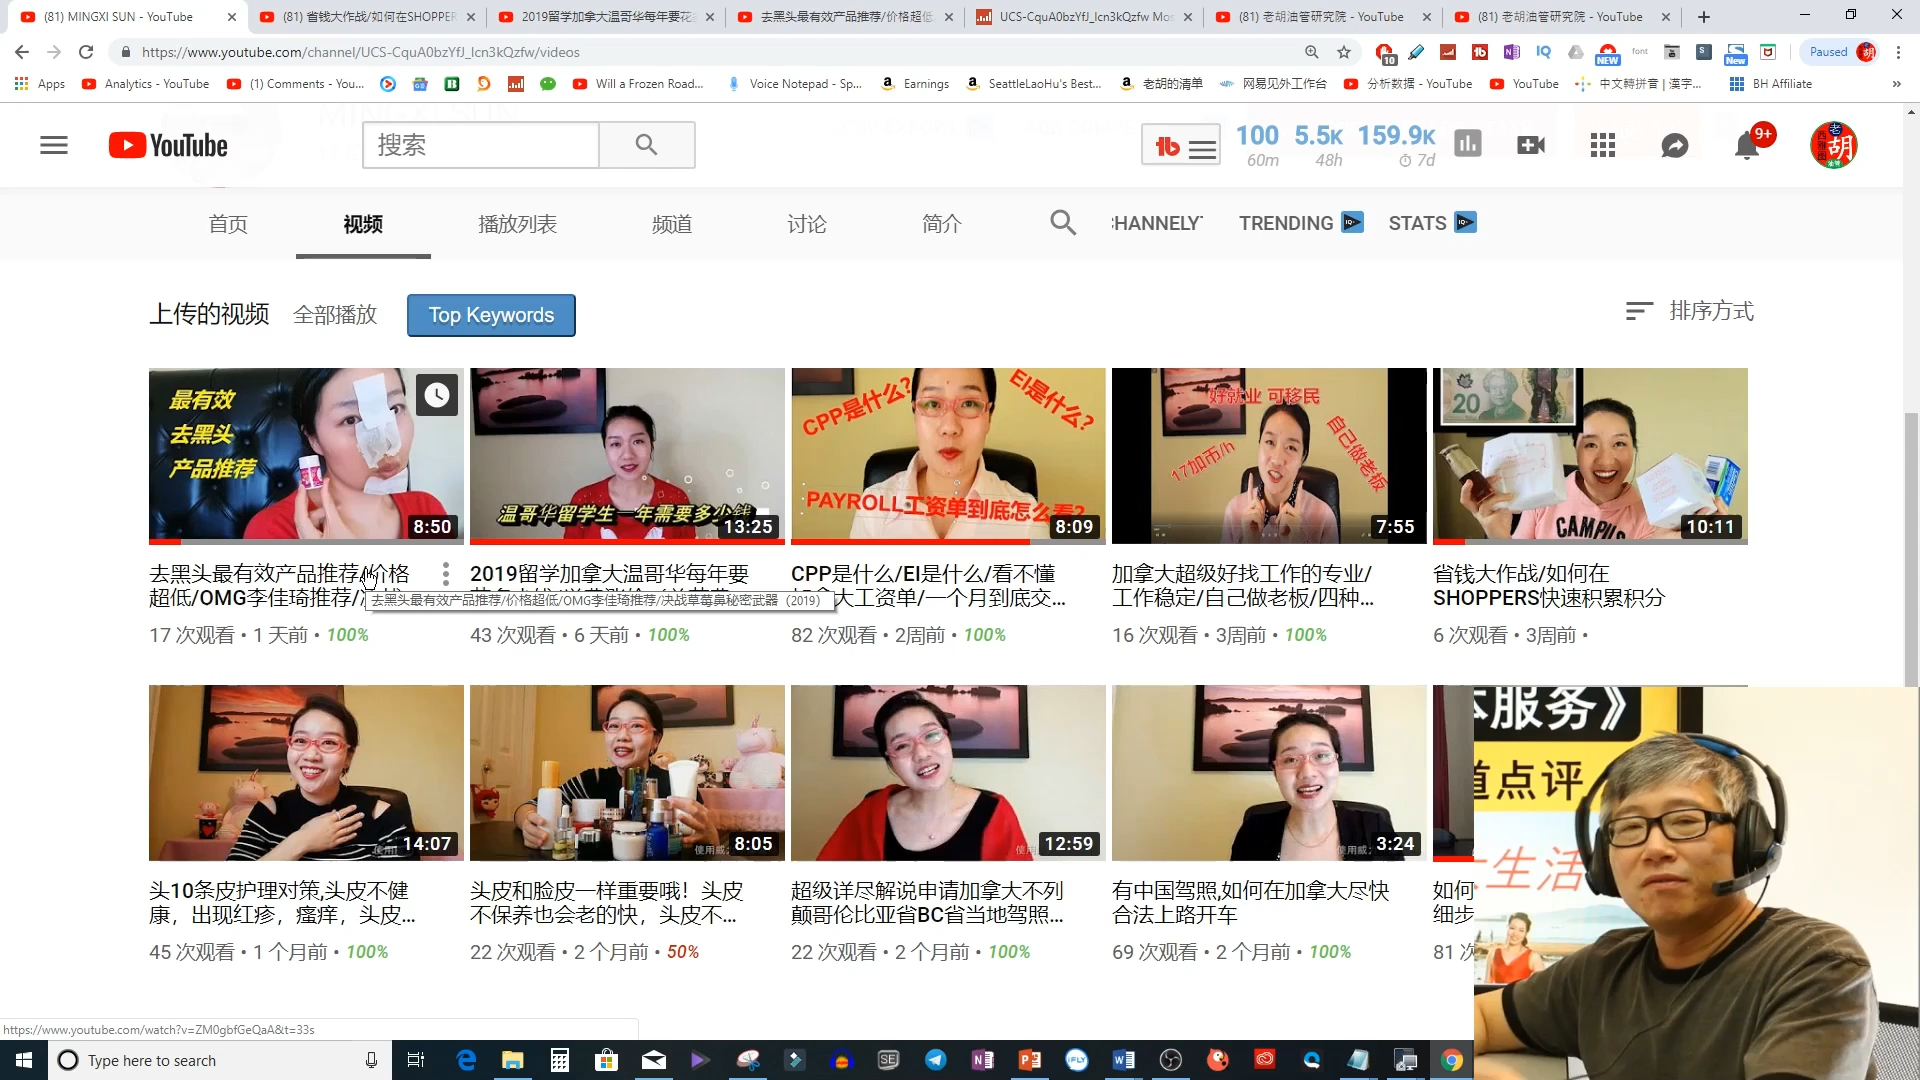 (81) MINGXI SUN - YouTube
(81) 省钱大作战/如何在SHOPPER
2019留学加拿大温哥华每年要花
去黑头最有效产品推荐/价格超低
UCS-CquA0bzYfJ_lcn3kQzfw Mos
(81) 老胡油管研究院 - YouTube
(81) 老胡油管研究院 - YouTube
https://www.youtube.com/channel/UCS-CquA0bzYfJ_lcn3kQzfw/videos
Paused
Apps
Analytics - YouTube
(1) Comments - You...
Will a Frozen Road...
Voice Notepad - Sp...
Earnings
SeattleLaoHu's Best...
老胡的清单
网易见外工作台
分析数据 - YouTube
YouTube
中文轉拼音 | 漢字...
BH Affiliate
YouTube
搜索
100 5.5K 159.9K
60m 48h 7d
9+
首页
视频
播放列表
频道
讨论
简介
HANNELY
TRENDING
STATS
上传的视频
全部播放
Top Keywords
排序方式
最有效
去黑头
产品推荐
8:50
温哥华留学生一年需要多少钱
13:25
CPP是什么?
EI是什么?
PAYROLL工资单到底怎么看?
8:09
好就业 可移民
17加币/h
自己做老板
7:55
20
CAMPUS
10:11
去黑头最有效产品推荐/价格
超低/OMG李佳琦推荐/
去黑头最有效产品推荐/价格超低/OMG李佳琦推荐/决战草莓鼻秘密武器（2019）
17 次观看 • 1 天前 • 100%
2019留学加拿大温哥华每年要
43 次观看 • 6 天前 • 100%
CPP是什么/EI是什么/看不懂
拿大工资单/一个月到底交...
82 次观看 • 2周前 • 100%
加拿大超级好找工作的专业/
工作稳定/自己做老板/四种...
16 次观看 • 3周前 • 100%
省钱大作战/如何在
SHOPPERS快速积累积分
6 次观看 • 3周前 •
14:07
8:05
12:59
3:24
头10条皮护理对策,头皮不健
康，出现红疹，瘙痒，头皮...
45 次观看 • 1 个月前 • 100%
头皮和脸皮一样重要哦！头皮
不保养也会老的快，头皮不...
22 次观看 • 2 个月前 • 50%
超级详尽解说申请加拿大不列
颠哥伦比亚省BC省当地驾照...
22 次观看 • 2 个月前 • 100%
有中国驾照,如何在加拿大尽快
合法上路开车
69 次观看 • 2 个月前 • 100%
如何
细步
81 次
服务》
道点评
生活
https://www.youtube.com/watch?v=ZM0gbfGeQaA&t=33s
Type here to search